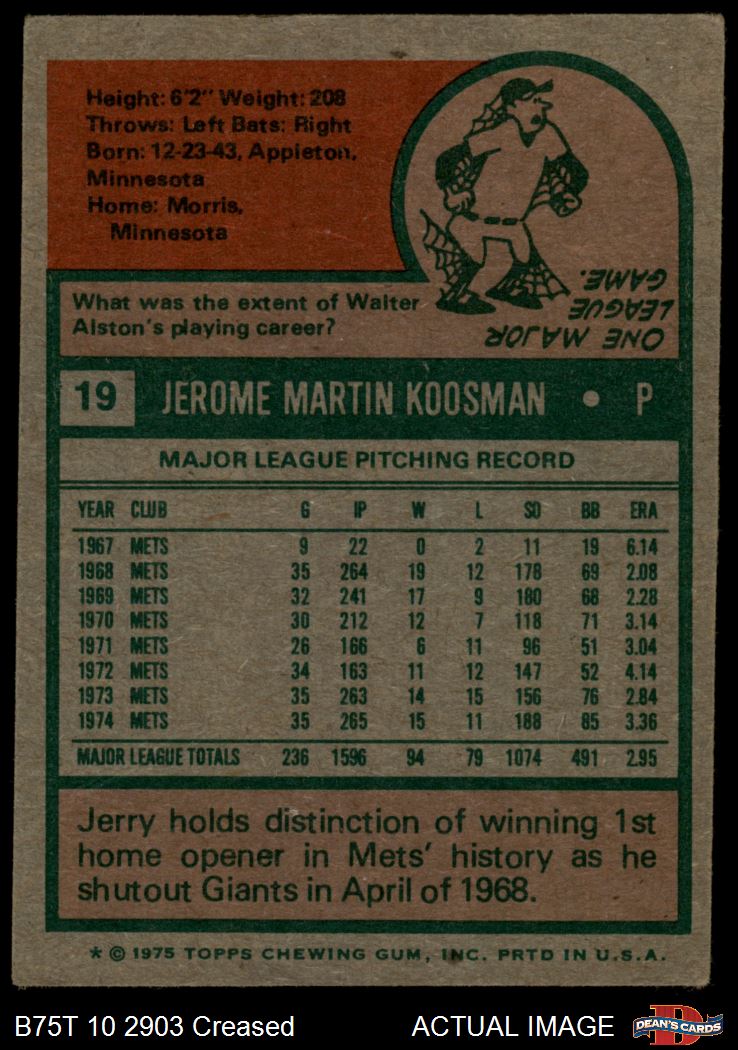 Height: 6'2" Weight: 208
Throws: Left Bats: Right
Born: 12-23-43, Appleton,
Minnesota
Home: Morris,
Minnesota
What was the extent of Walter
Alston's playing career?
ONE MAJOR
LEAGUE
GAME.
19 JEROME MARTIN KOOSMAN • P
MAJOR LEAGUE PITCHING RECORD
YEAR CLUB G IP W L SO BB ERA
1967 METS 9 22 0 2 11 19 6.14
1968 METS 35 264 19 12 178 69 2.08
1969 METS 32 241 17 9 180 68 2.28
1970 METS 30 212 12 7 118 71 3.14
1971 METS 26 166 6 11 96 51 3.04
1972 METS 34 163 11 12 147 52 4.14
1973 METS 35 263 14 15 156 76 2.84
1974 METS 35 265 15 11 188 85 3.36
MAJOR LEAGUE TOTALS 236 1596 94 79 1074 491 2.95
Jerry holds distinction of winning 1st
home opener in Mets' history as he
shutout Giants in April of 1968.
* © 1975 TOPPS CHEWING GUM, INC. PRTD IN U.S.A.
B75T 10 2903 Creased ACTUAL IMAGE
D
DEAN'S CARDS